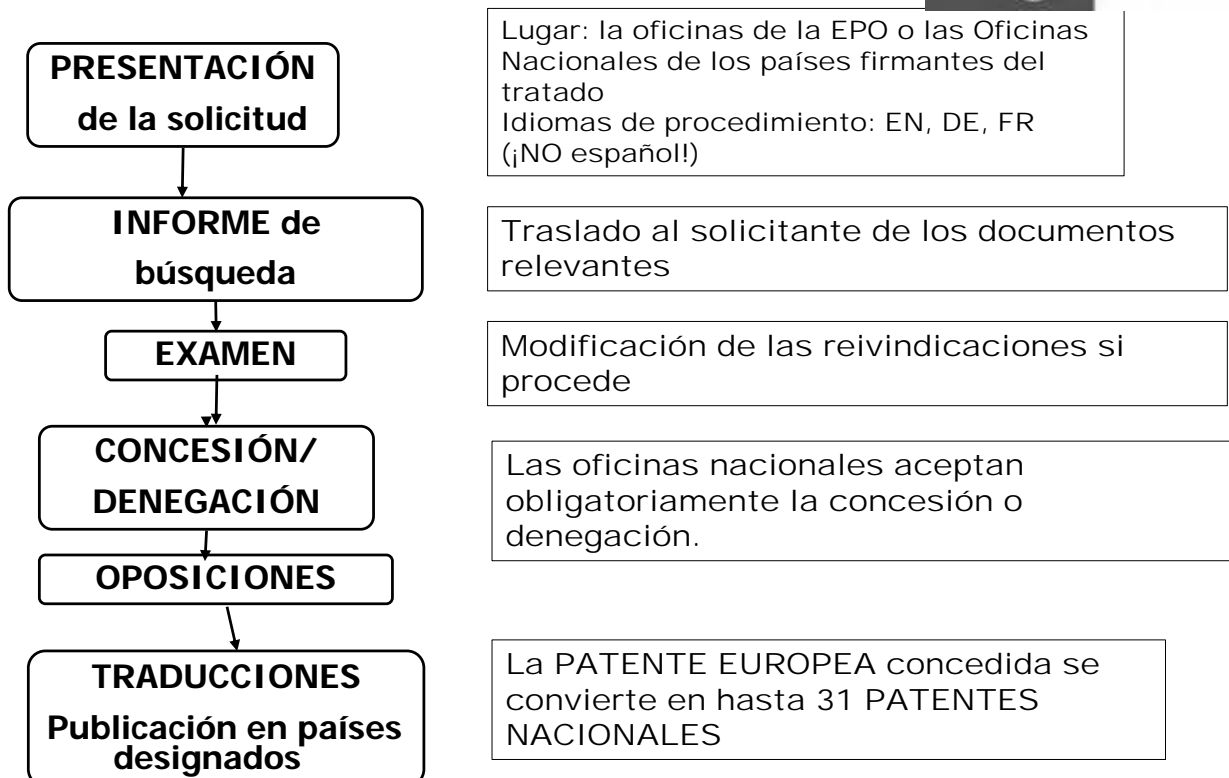 PRESENTACIÓN
de la solicitud
Lugar: la oficinas de la EPO o las Oficinas
Nacionales de los países firmantes del
tratado
Idiomas de procedimiento: EN, DE, FR
(¡NO español!)
INFORME de
búsqueda
Traslado al solicitante de los documentos
relevantes
EXAMEN
Modificación de las reivindicaciones si
procede
CONCESIÓN/
DENEGACIÓN
Las oficinas nacionales aceptan
obligatoriamente la concesión o
denegación.
OPOSICIONES
TRADUCCIONES
Publicación en países
designados
La PATENTE EUROPEA concedida se
convierte en hasta 31 PATENTES
NACIONALES